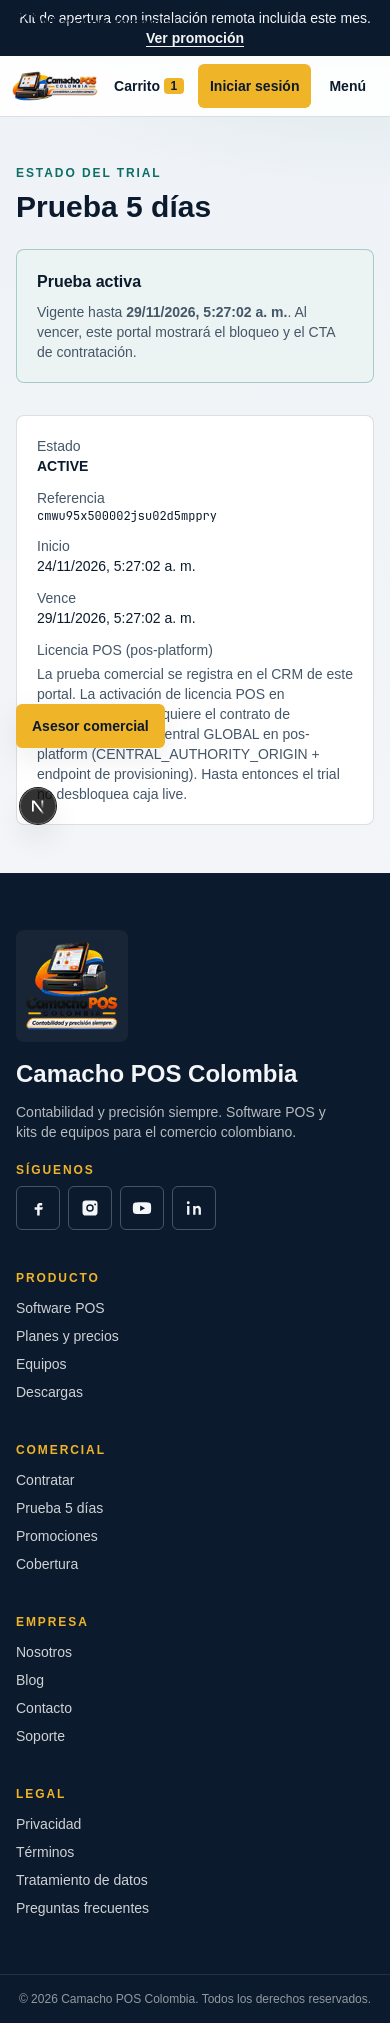 Kit de apertura con instalación remota incluida este mes.
Ver promoción
CamachoPOS
COLOMBIA
Carrito 1
Iniciar sesión
Menú
ESTADO DEL TRIAL
Prueba 5 días
Prueba activa
Vigente hasta 29/11/2026, 5:27:02 a. m.. Al
vencer, este portal mostrará el bloqueo y el CTA
de contratación.
Estado
ACTIVE
Referencia
cmwu95x500002jsu02d5mppry
Inicio
24/11/2026, 5:27:02 a. m.
Vence
29/11/2026, 5:27:02 a. m.
Licencia POS (pos-platform)
La prueba comercial se registra en el CRM de este
portal. La activación de licencia POS en
quiere el contrato de
Asesor comercial
entral GLOBAL en pos-
platform (CENTRAL_AUTHORITY_ORIGIN +
endpoint de provisioning). Hasta entonces el trial
desbloquea caja live.
N
CamachoPOS
COLOMBIA
Contabilidad y precisión siempre.
Camacho POS Colombia
Contabilidad y precisión siempre. Software POS y
kits de equipos para el comercio colombiano.
SÍGUENOS
PRODUCTO
Software POS
Planes y precios
Equipos
Descargas
COMERCIAL
Contratar
Prueba 5 días
Promociones
Cobertura
EMPRESA
Nosotros
Blog
Contacto
Soporte
LEGAL
Privacidad
Términos
Tratamiento de datos
Preguntas frecuentes
© 2026 Camacho POS Colombia. Todos los derechos reservados.